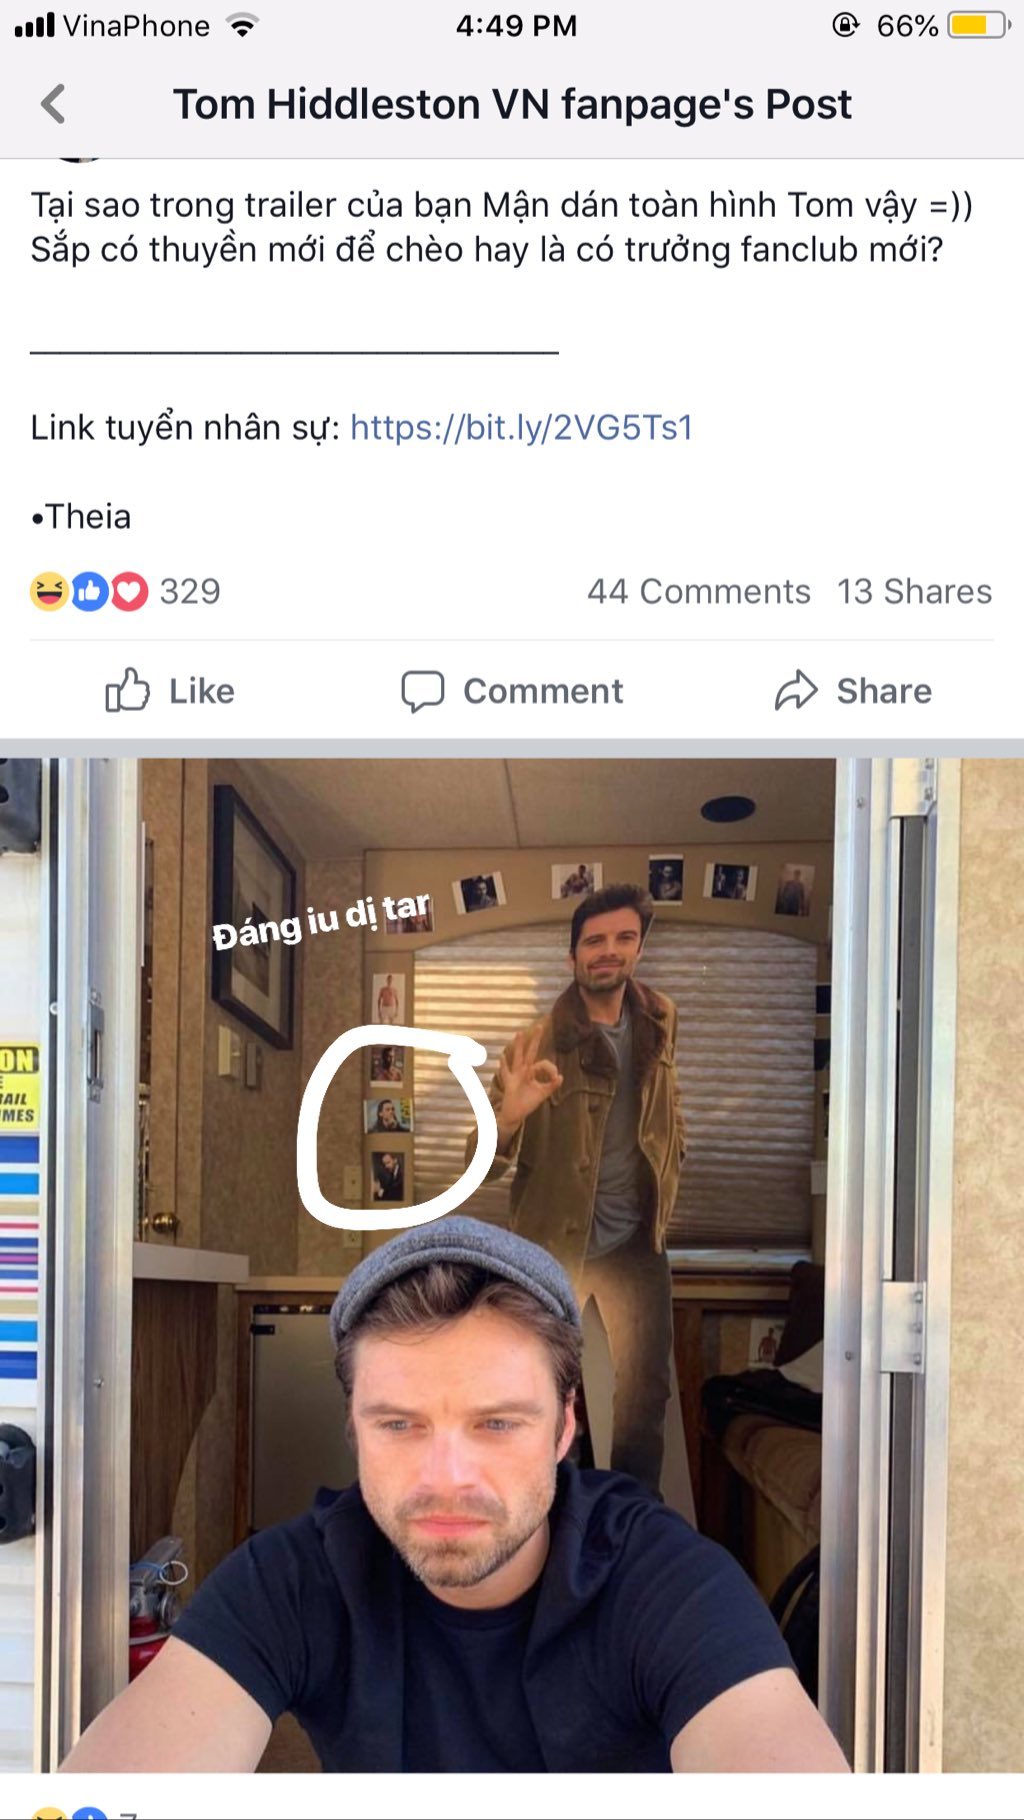 VinaPhone 4:49 PM 66%
Tom Hiddleston VN fanpage's Post
Tại sao trong trailer của bạn Mận dán toàn hình Tom vậy =))
Sắp có thuyền mới để chèo hay là có trưởng fanclub mới?
Link tuyển nhân sự: https://bit.ly/2VG5Ts1
•Theia
329 44 Comments 13 Shares
Like Comment Share
Đáng iu dị tar
ON
MES